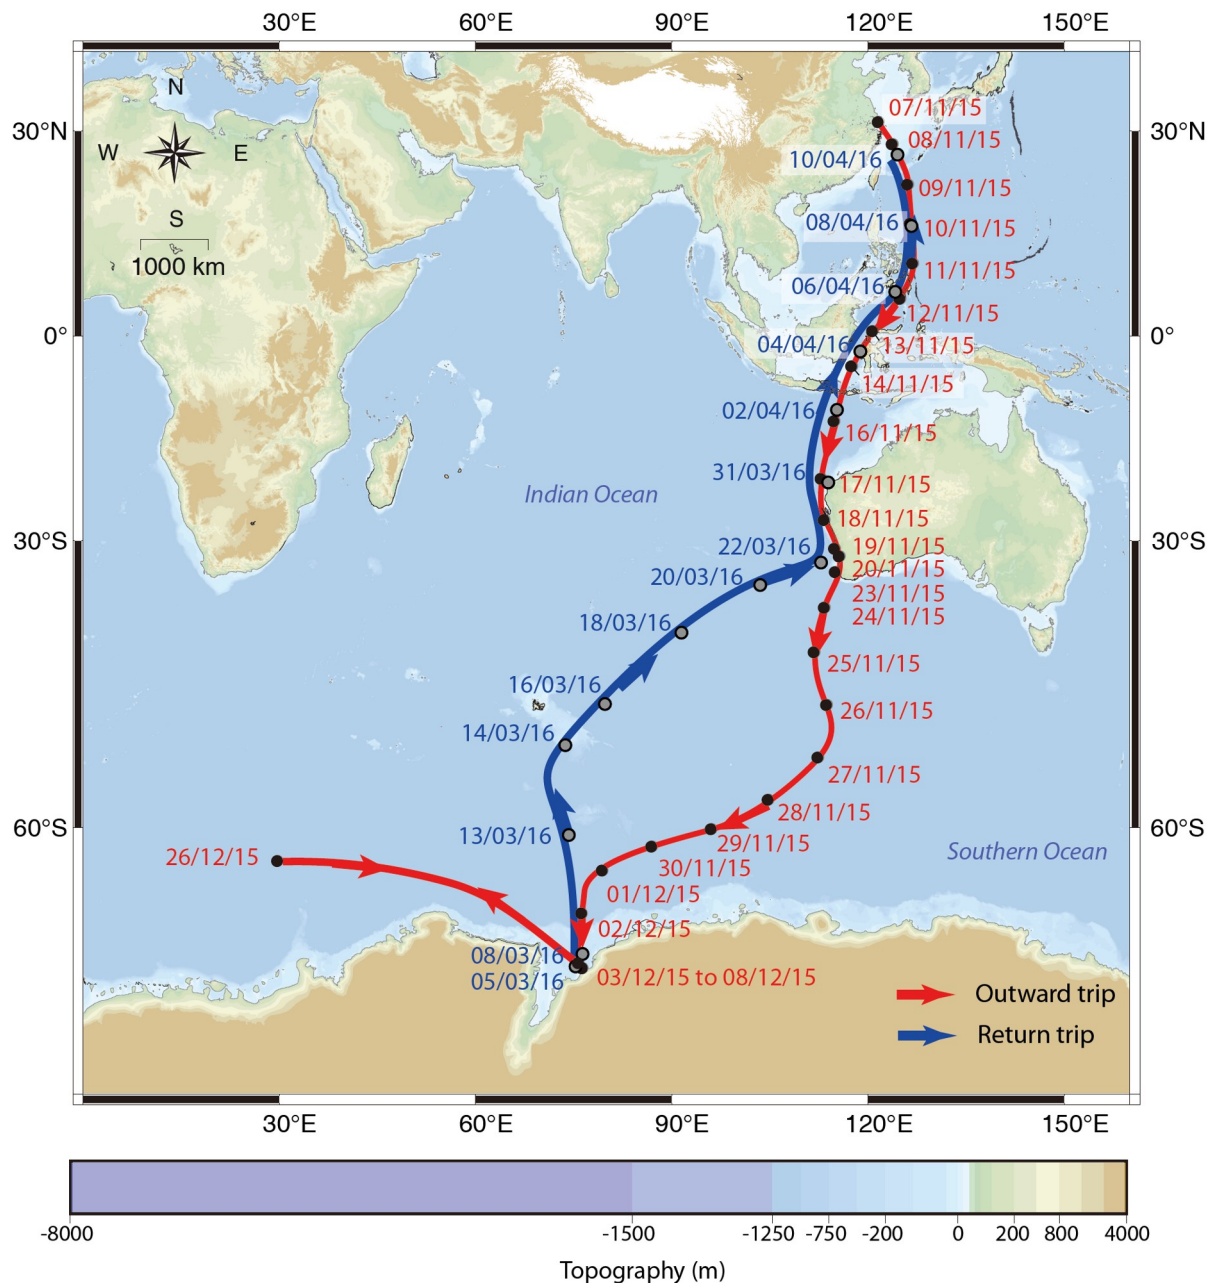 30°E 60°E 90°E 120°E 150°E
N
W E
S
1000 km
30°N
0°
30°S
60°S
30°N
0°
30°S
60°S
07/11/15
08/11/15
10/04/16
09/11/15
08/04/16
10/11/15
11/11/15
06/04/16
12/11/15
04/04/16
13/11/15
14/11/15
02/04/16
16/11/15
31/03/16
17/11/15
Indian Ocean
18/11/15
22/03/16
19/11/15
20/03/16
20/11/15
23/11/15
24/11/15
18/03/16
25/11/15
16/03/16
26/11/15
14/03/16
27/11/15
28/11/15
13/03/16
29/11/15
Southern Ocean
26/12/15
30/11/15
01/12/15
02/12/15
08/03/16
05/03/16
03/12/15 to 08/12/15
Outward trip
Return trip
30°E 60°E 90°E 120°E 150°E
-8000 -1500 -1250 -750 -200 0 200 800 4000
Topography (m)